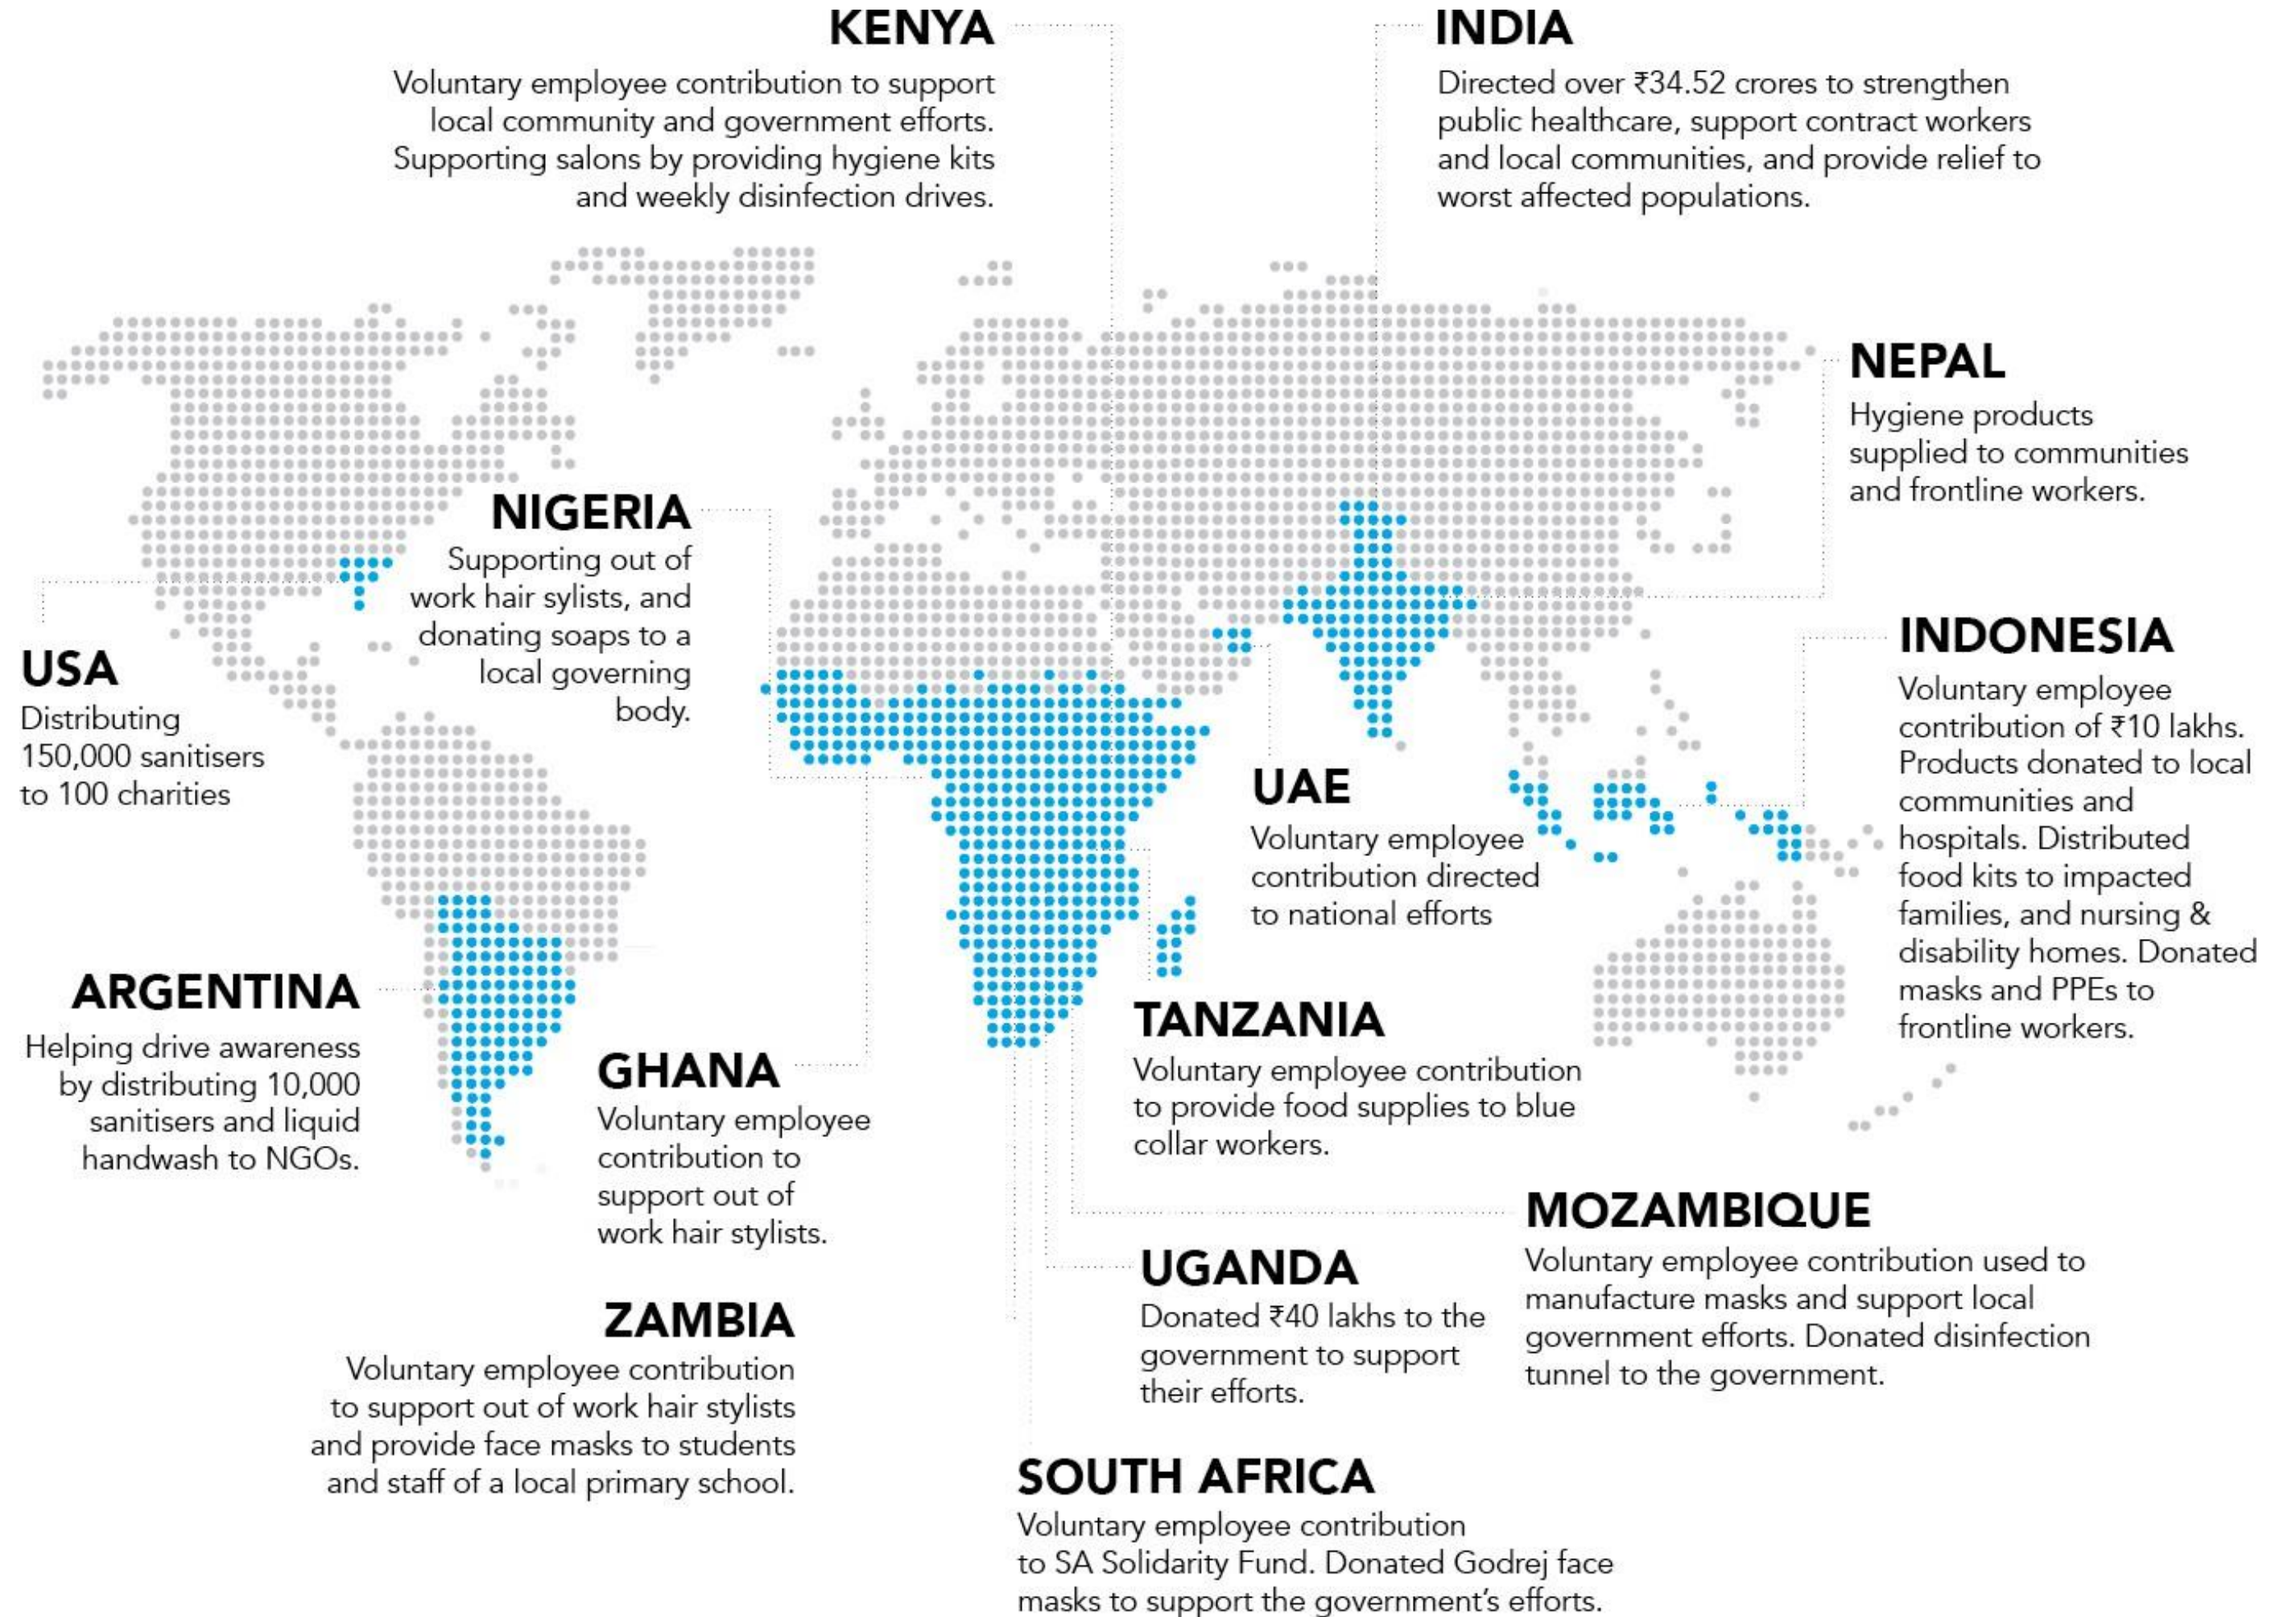 KENYA
Voluntary employee contribution to support
local community and government efforts.
Supporting salons by providing hygiene kits
and weekly disinfection drives.
INDIA
Directed over ₹34.52 crores to strengthen
public healthcare, support contract workers
and local communities, and provide relief to
worst affected populations.
NEPAL
Hygiene products
supplied to communities
and frontline workers.
NIGERIA
Supporting out of
work hair sylists, and
donating soaps to a
local governing
body.
USA
Distributing
150,000 sanitisers
to 100 charities
INDONESIA
Voluntary employee
contribution of ₹10 lakhs.
Products donated to local
communities and
hospitals. Distributed
food kits to impacted
families, and nursing &
disability homes. Donated
masks and PPEs to
frontline workers.
UAE
Voluntary employee
contribution directed
to national efforts
ARGENTINA
Helping drive awareness
by distributing 10,000
sanitisers and liquid
handwash to NGOs.
GHANA
Voluntary employee
contribution to
support out of
work hair stylists.
TANZANIA
Voluntary employee contribution
to provide food supplies to blue
collar workers.
MOZAMBIQUE
Voluntary employee contribution used to
manufacture masks and support local
government efforts. Donated disinfection
tunnel to the government.
UGANDA
Donated ₹40 lakhs to the
government to support
their efforts.
ZAMBIA
Voluntary employee contribution
to support out of work hair stylists
and provide face masks to students
and staff of a local primary school.
SOUTH AFRICA
Voluntary employee contribution
to SA Solidarity Fund. Donated Godrej face
masks to support the government's efforts.